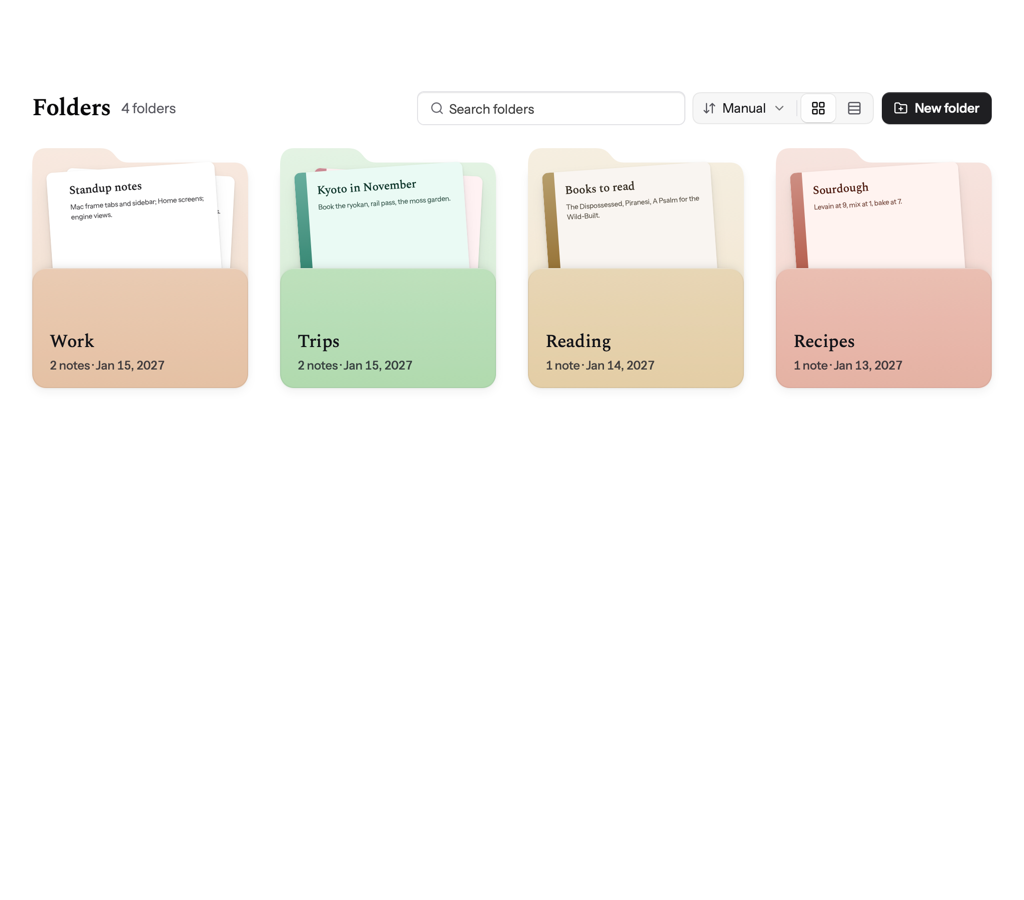 Folders
4 folders
Search folders
Manual
New folder
Standup notes
Mac frame tabs and sidebar; Home screens;
engine views.
Work
2 notes · Jan 15, 2027
Kyoto in November
Book the ryokan, rail pass, the moss garden.
Trips
2 notes · Jan 15, 2027
Books to read
The Dispossessed, Piranesi, A Psalm for the
Wild-Built.
Reading
1 note · Jan 14, 2027
Sourdough
Levain at 9, mix at 1, bake at 7.
Recipes
1 note · Jan 13, 2027